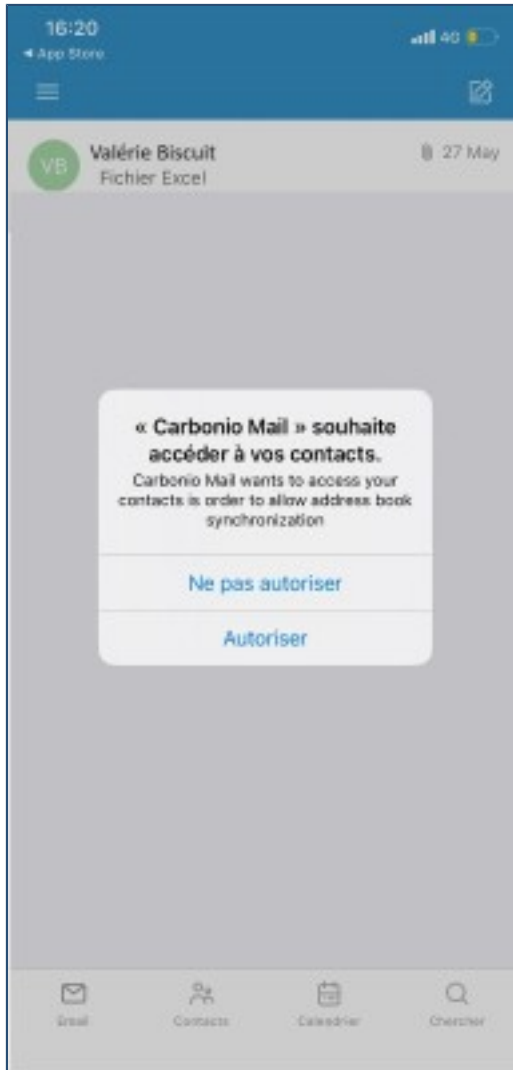 16:20
4G
◀ App Store
Valérie Biscuit
27 May
VB
Fichier Excel
« Carbonio Mail » souhaite
accéder à vos contacts.
Carbonio Mail wants to access your
contacts is order to allow address book
synchronization
Ne pas autoriser
Autoriser
Email
Contacts
Calendrier
Chercher